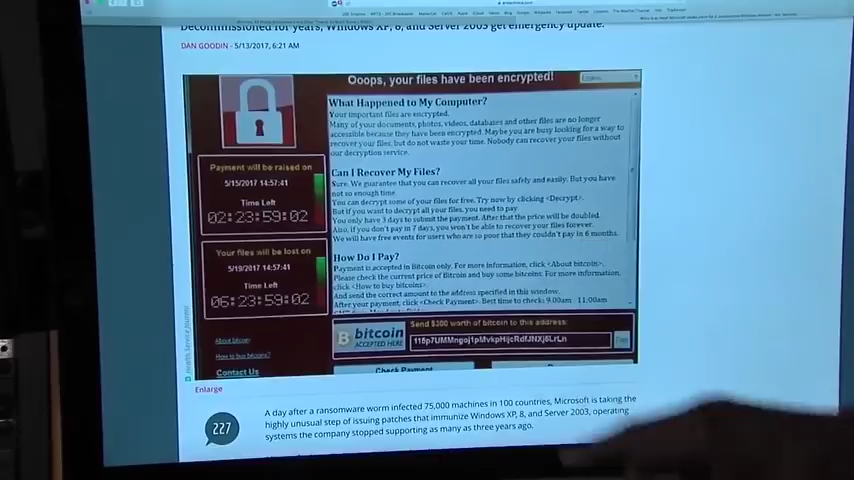 Decommissioned for years, Windows XP, 8, and Server 2003 get emergency update.
DAN GOODIN - 5/13/2017, 6:21 AM
Ooops, your files have been encrypted!
What Happened to My Computer?
Your important files are encrypted.
Many of your documents, photos, videos, databases and other files are no longer
accessible because they have been encrypted. Maybe you are busy looking for a way to
recover your files, but do not waste your time. Nobody can recover your files without
our decryption service.
Can I Recover My Files?
Sure. We guarantee that you can recover all your files safely and easily. But you have
not so enough time.
You can decrypt some of your files for free. Try now by clicking <Decrypt>.
But if you want to decrypt all your files, you need to pay.
You only have 3 days to submit the payment. After that the price will be doubled.
Also, if you don't pay in 7 days, you won't be able to recover your files forever.
We will have free events for users who are so poor that they couldn't pay in 6 months.
How Do I Pay?
Payment is accepted in Bitcoin only. For more information, click <About bitcoin>.
Please check the current price of Bitcoin and buy some bitcoins. For more information,
click <How to buy bitcoins>.
And send the correct amount to the address specified in this window.
After your payment, click <Check Payment>. Best time to check: 9:00am - 11:00am
Payment will be raised on
5/15/2017 14:57:41
Time Left
02:23:59:02
Your files will be lost on
5/19/2017 14:57:41
Time Left
06:23:59:02
About bitcoin
How to buy bitcoins?
Contact Us
bitcoin
ACCEPTED HERE
Send $300 worth of bitcoin to this address:
Check Payment
Health Service Journal
Enlarge
227
A day after a ransomware worm infected 75,000 machines in 100 countries, Microsoft is taking the
highly unusual step of issuing patches that immunize Windows XP, 8, and Server 2003, operating
systems the company stopped supporting as many as three years ago.